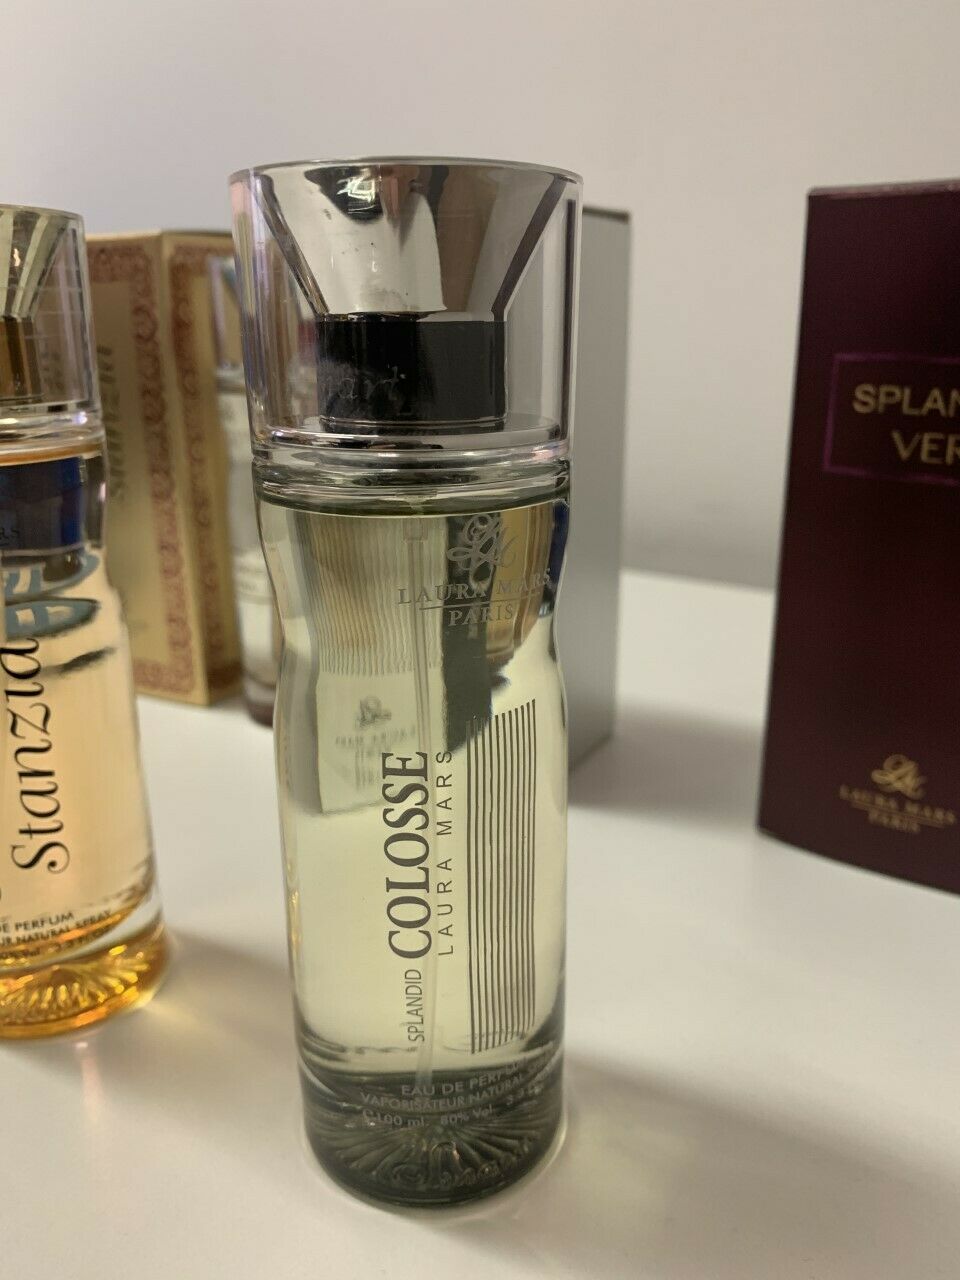 LAURA MARS
PARIS
SPLANDID COLOSSE
LAURA MARS
EAU DE PERFUM
VAPORISATEUR NATURAL
℮100 ml. 80% Vol.
Stanzia
DE PERFUM
NATURAL SPRAY
SPLAN
VER
LAURA MARS
PARIS